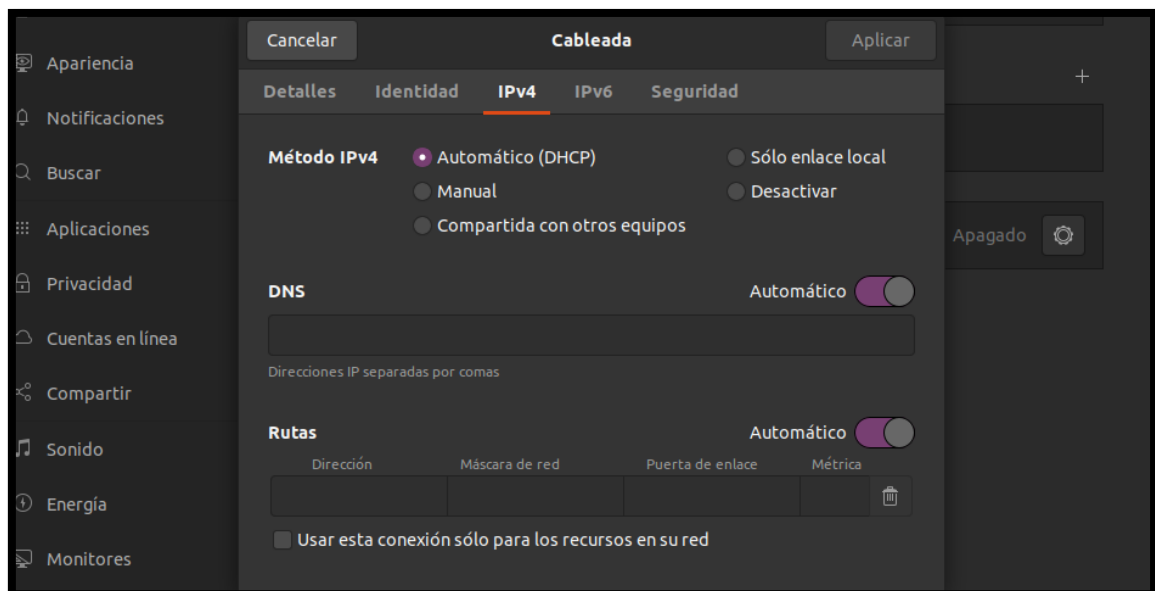 Cancelar
Cableada
Aplicar
Detalles
Identidad
IPv4
IPv6
Seguridad
Apariencia
Notificaciones
Buscar
Aplicaciones
Privacidad
Cuentas en línea
Compartir
Sonido
Energía
Monitores
Método IPv4
Automático (DHCP)
Sólo enlace local
Manual
Desactivar
Compartida con otros equipos
Apagado
DNS
Automático
Direcciones IP separadas por comas
Rutas
Automático
Dirección
Máscara de red
Puerta de enlace
Métrica
Usar esta conexión sólo para los recursos en su red